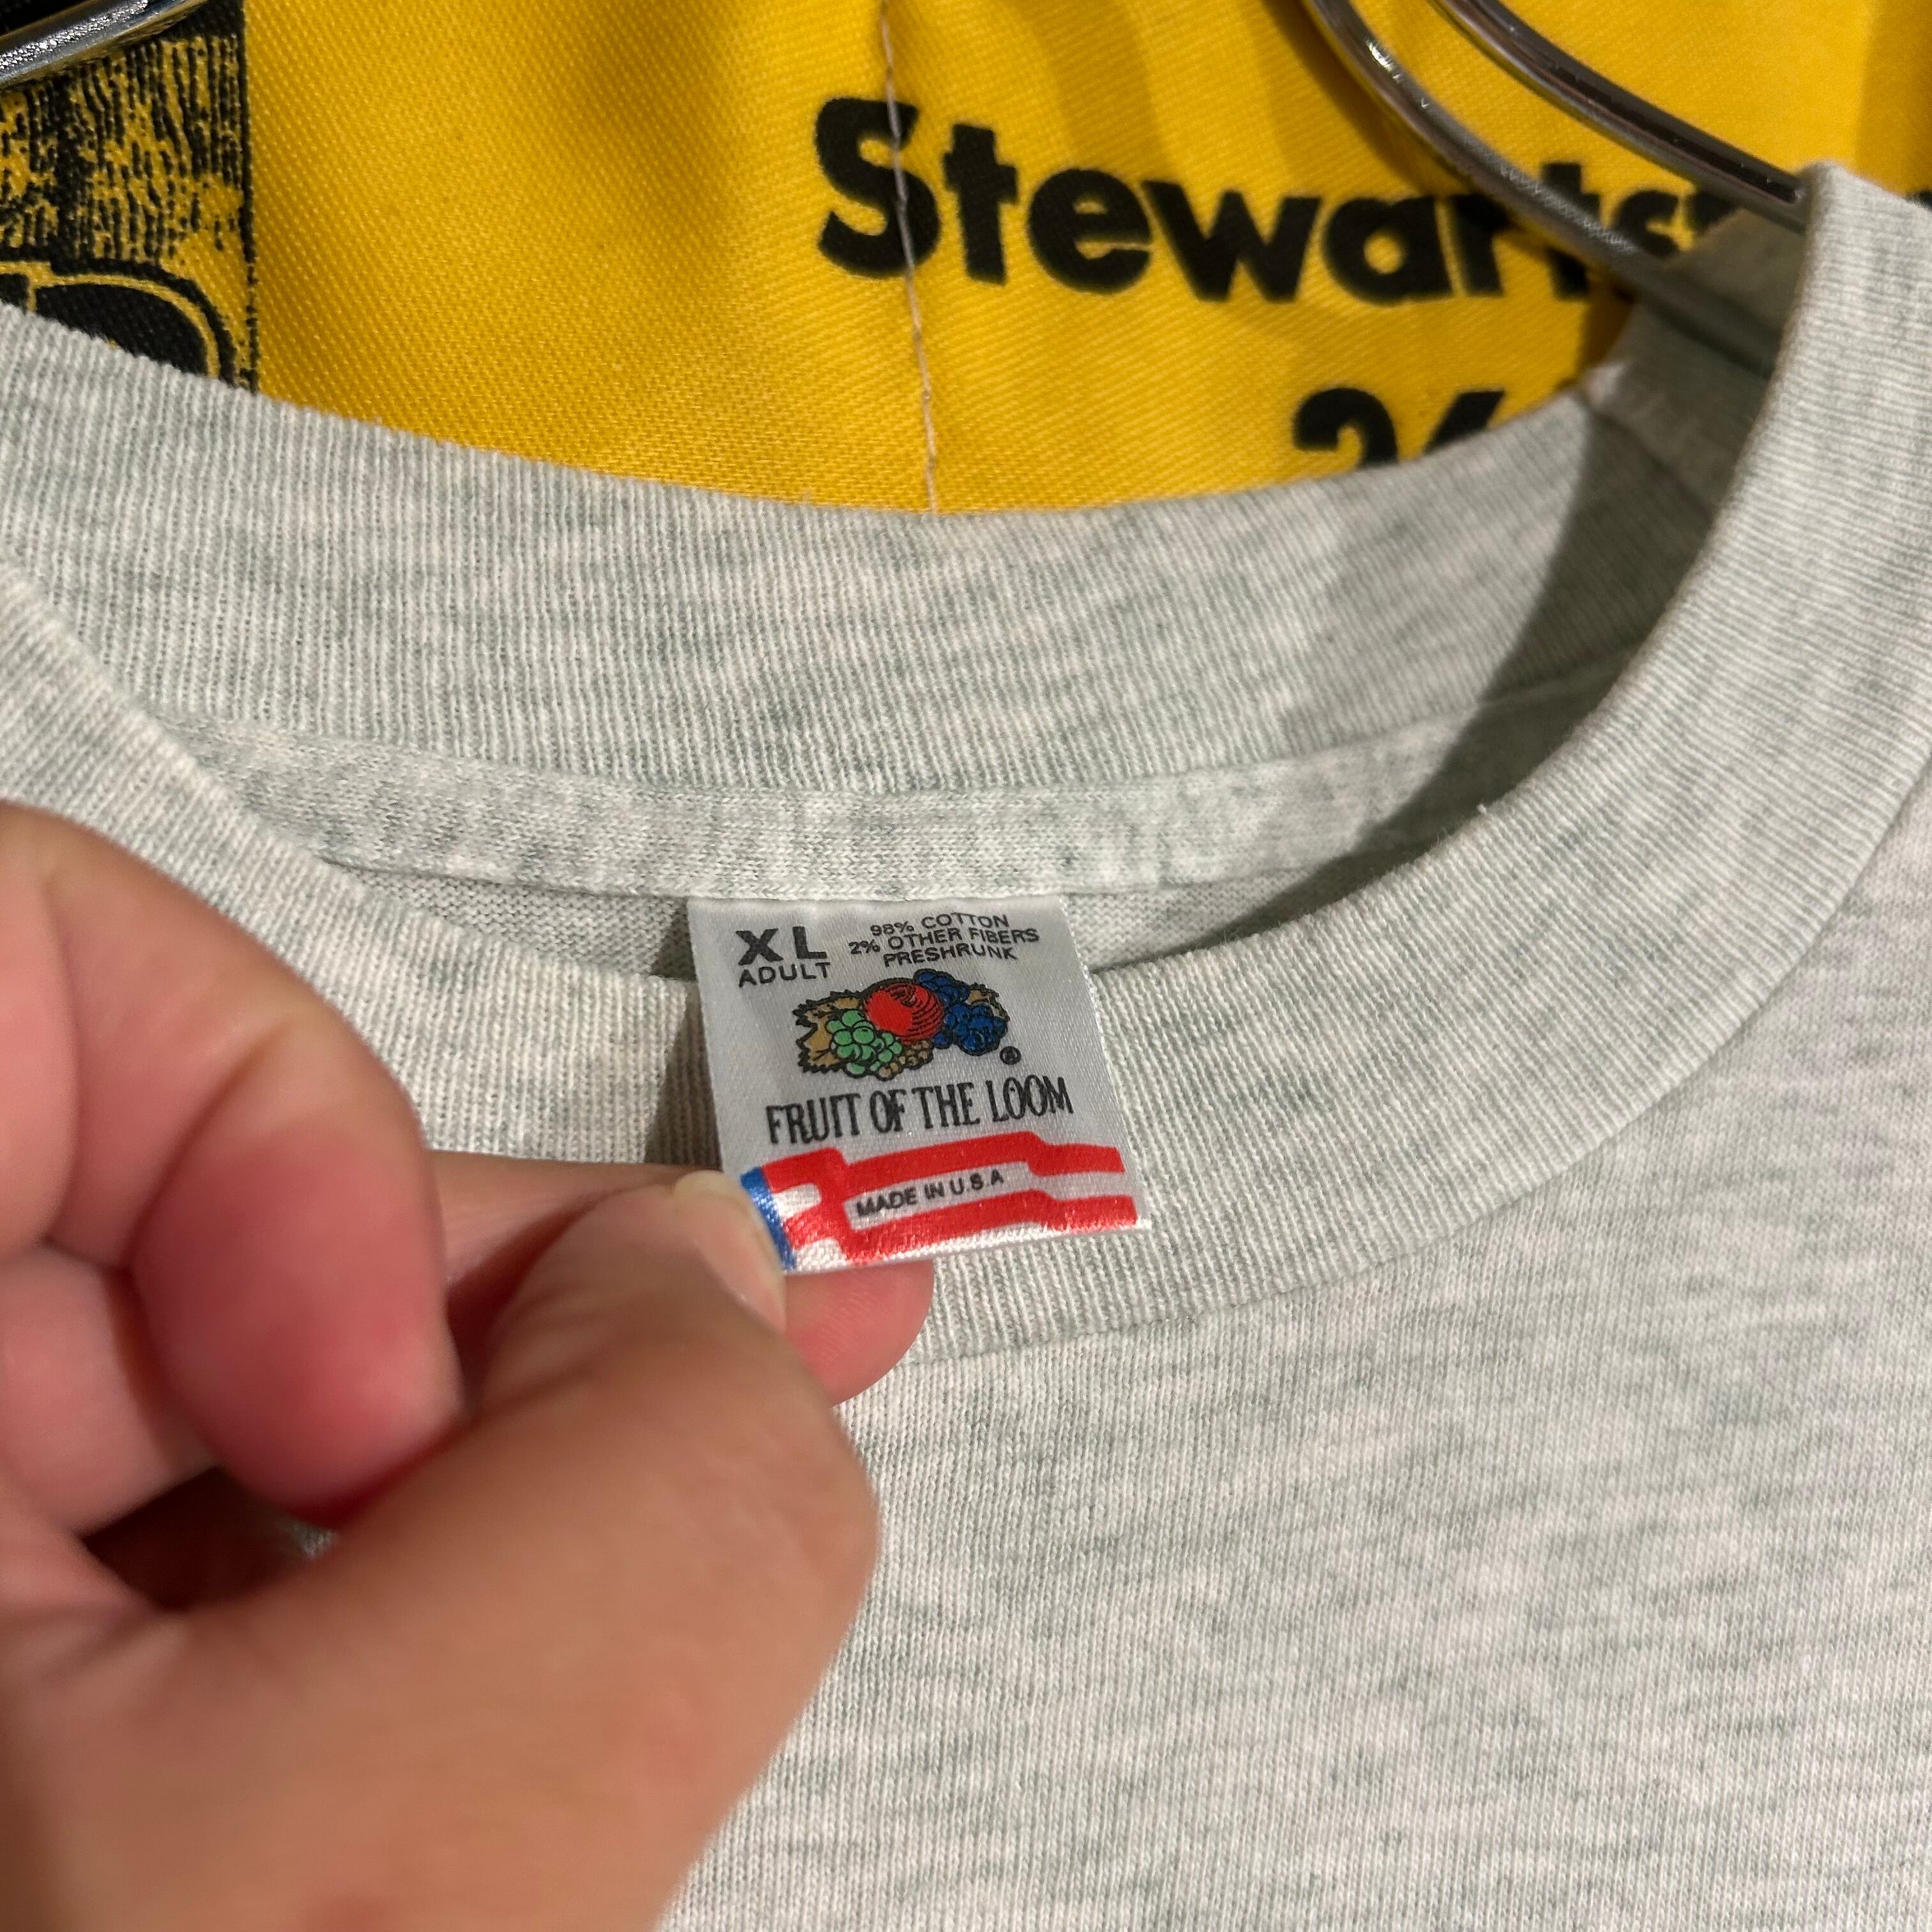 Stewarts
XL
ADULT
98% COTTON
2% OTHER FIBERS
PRESHRUNK
®
FRUIT OF THE LOOM
MADE IN U.S.A